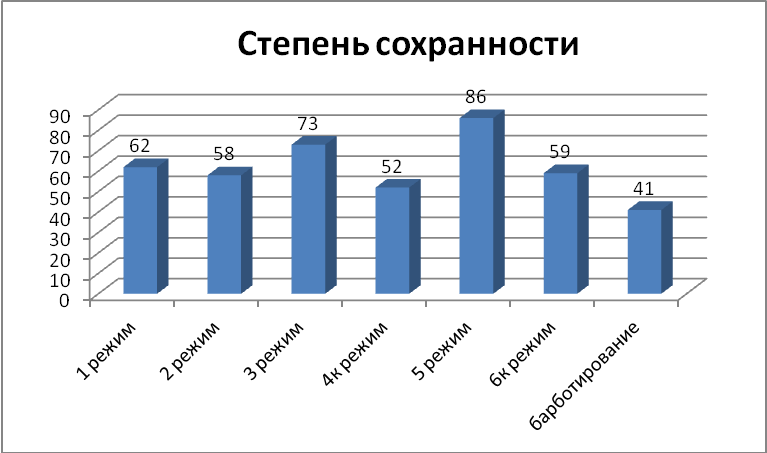 Степень сохранности
90
80
70
60
50
40
30
20
10
0
62
58
73
52
86
59
41
1 режим
2 режим
3 режим
4к режим
5 режим
6к режим
барботирование